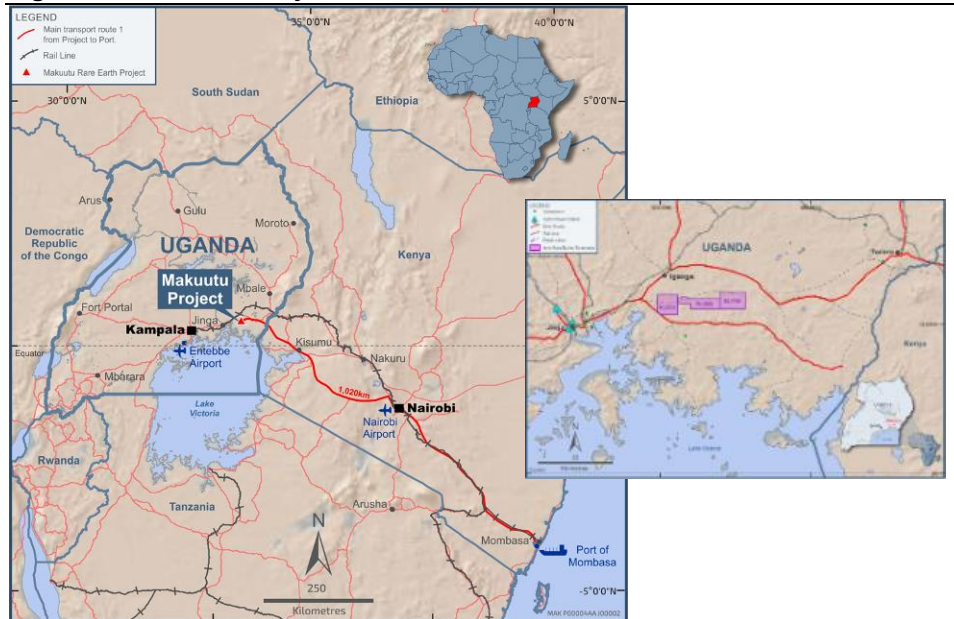 LEGEND
Main transport route 1
from Project to Port.
Rail Line
Makuutu Rare Earth Project
35°0'0"N
40°0'0"N
30°0'0"N
5°0'0"N
South Sudan
Ethiopia
Arus
Gulu
Moroto
Democratic
Republic
of the Congo
UGANDA
Kenya
Makuutu
Project
Mbale
Fort Portal
Jinga
Kampala
Kisumu
Equator
Entebbe
Airport
Nakuru
Mbarara
1,020km
Lake
Victoria
Nairobi
Nairobi
Airport
Rwanda
Tanzania
Arusha
Mombasa
Port of
Mombasa
N
250
Kilometres
-5°0'0"N
LEGEND
UGANDA
Iganga
Tororo
Kenya
N